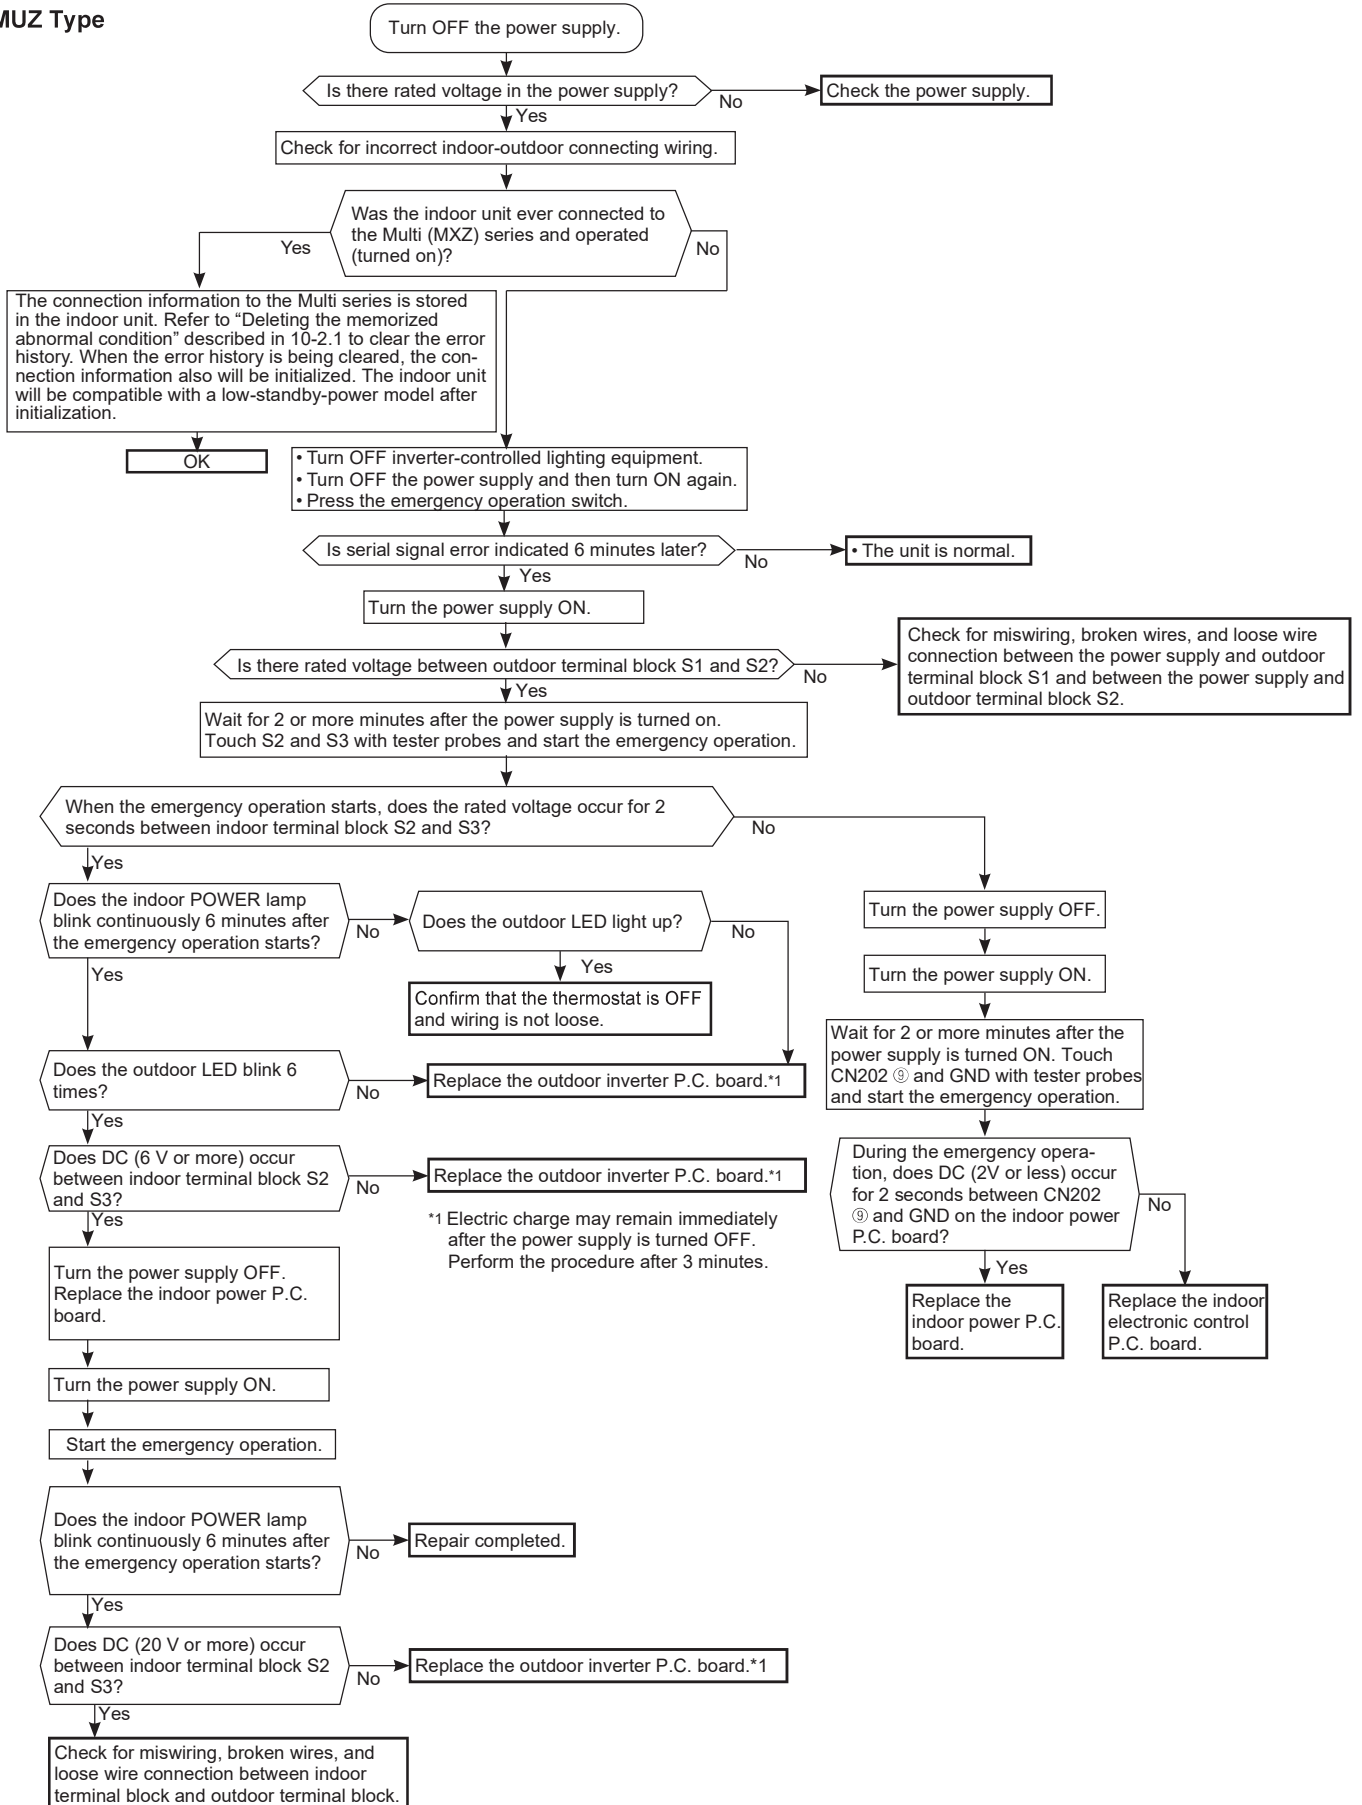 MUZ Type
Turn OFF the power supply.
Is there rated voltage in the power supply?
No
Check the power supply.
Yes
Check for incorrect indoor-outdoor connecting wiring.
Was the indoor unit ever connected to
the Multi (MXZ) series and operated
(turned on)?
Yes
No
The connection information to the Multi series is stored
in the indoor unit. Refer to “Deleting the memorized
abnormal condition” described in 10-2.1 to clear the error
history. When the error history is being cleared, the con-
nection information also will be initialized. The indoor unit
will be compatible with a low-standby-power model after
initialization.
OK
• Turn OFF inverter-controlled lighting equipment.
• Turn OFF the power supply and then turn ON again.
• Press the emergency operation switch.
Is serial signal error indicated 6 minutes later?
No
• The unit is normal.
Yes
Turn the power supply ON.
Is there rated voltage between outdoor terminal block S1 and S2?
No
Check for miswiring, broken wires, and loose wire
connection between the power supply and outdoor
terminal block S1 and between the power supply and
outdoor terminal block S2.
Yes
Wait for 2 or more minutes after the power supply is turned on.
Touch S2 and S3 with tester probes and start the emergency operation.
When the emergency operation starts, does the rated voltage occur for 2
seconds between indoor terminal block S2 and S3?
No
Yes
Does the indoor POWER lamp
blink continuously 6 minutes after
the emergency operation starts?
No
Does the outdoor LED light up?
No
Yes
Confirm that the thermostat is OFF
and wiring is not loose.
Yes
Does the outdoor LED blink 6
times?
No
Replace the outdoor inverter P.C. board.*1
Yes
Does DC (6 V or more) occur
between indoor terminal block S2
and S3?
No
Replace the outdoor inverter P.C. board.*1
*1 Electric charge may remain immediately
after the power supply is turned OFF.
Perform the procedure after 3 minutes.
Yes
Turn the power supply OFF.
Replace the indoor power P.C.
board.
Turn the power supply ON.
Start the emergency operation.
Does the indoor POWER lamp
blink continuously 6 minutes after
the emergency operation starts?
No
Repair completed.
Yes
Does DC (20 V or more) occur
between indoor terminal block S2
and S3?
No
Replace the outdoor inverter P.C. board.*1
Yes
Check for miswiring, broken wires, and
loose wire connection between indoor
terminal block and outdoor terminal block.
Turn the power supply OFF.
Turn the power supply ON.
Wait for 2 or more minutes after the
power supply is turned ON. Touch
CN202 ⑨ and GND with tester probes
and start the emergency operation.
During the emergency opera-
tion, does DC (2V or less) occur
for 2 seconds between CN202
⑨ and GND on the indoor power
P.C. board?
No
Yes
Replace the
indoor power P.C.
board.
Replace the indoor
electronic control
P.C. board.